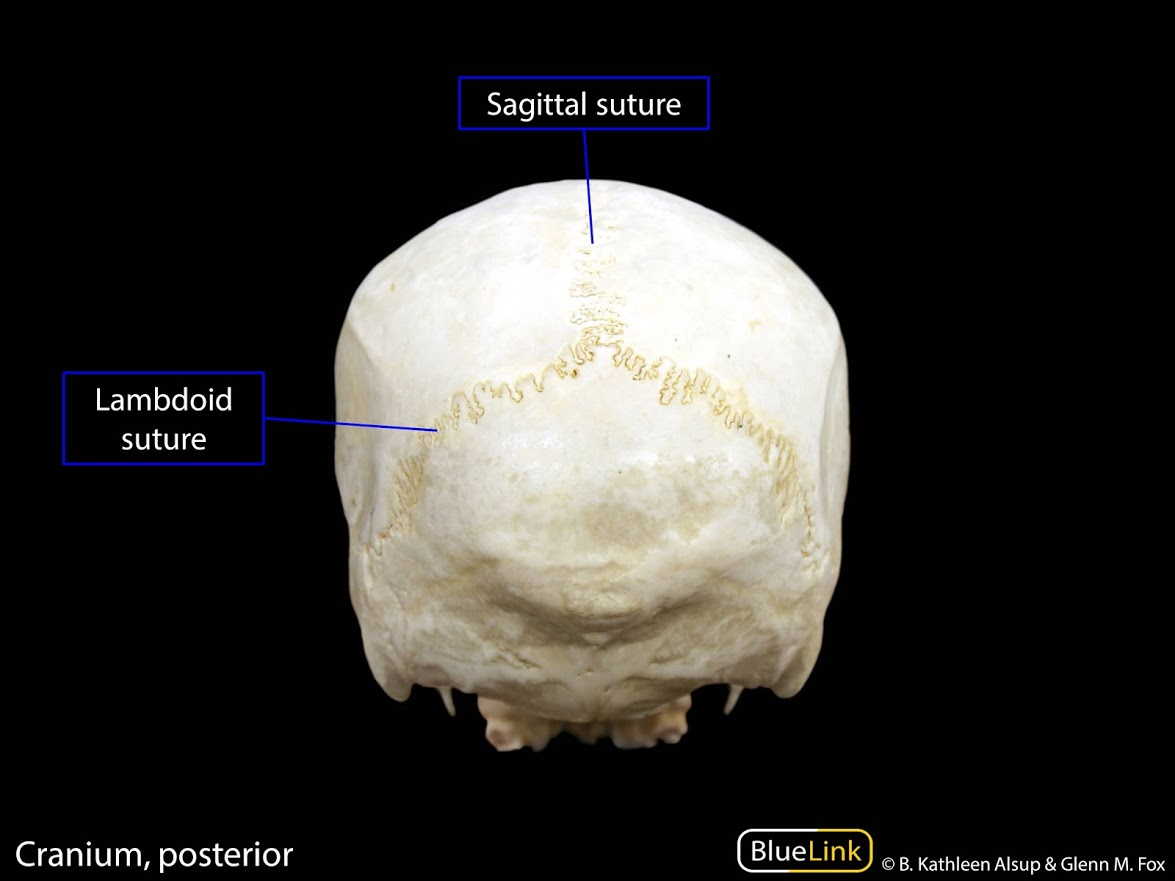 Sagittal suture
Lambdoid
suture
Cranium, posterior
BlueLink
© B. Kathleen Alsup & Glenn M. Fox